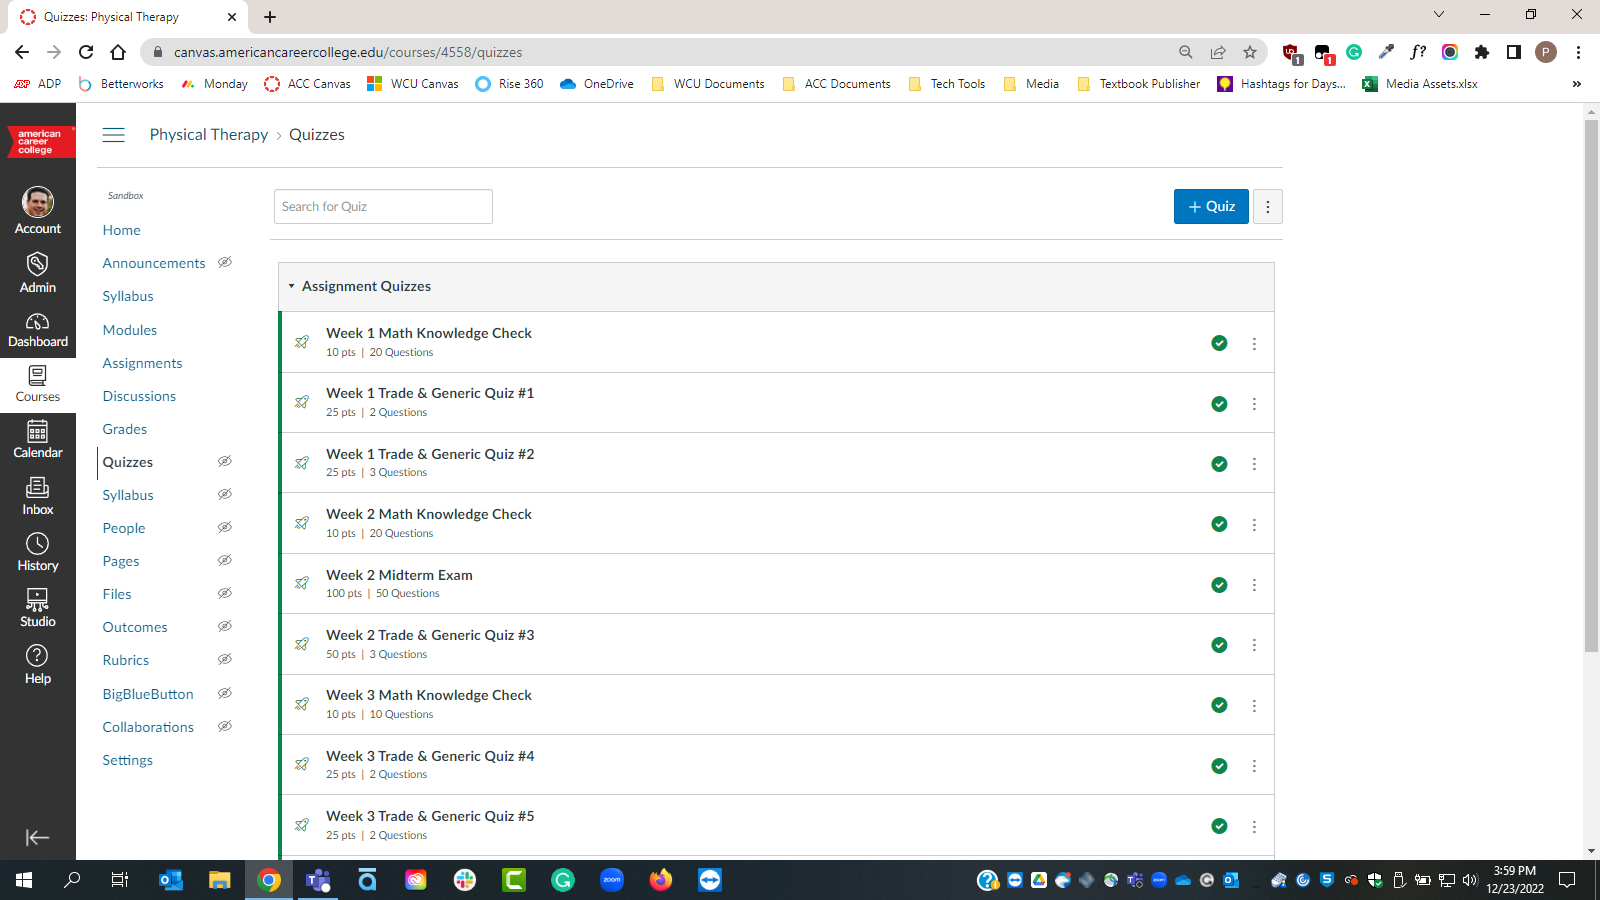 Quizzes: Physical Therapy
canvas.americancareercollege.edu/courses/4558/quizzes
1
1
f?
P
ADP
Betterworks
Monday
ACC Canvas
WCU Canvas
Rise 360
OneDrive
WCU Documents
ACC Documents
Tech Tools
Media
Textbook Publisher
Hashtags for Days...
Media Assets.xlsx
»
american
career
college
Account
Admin
Dashboard
Courses
Calendar
Inbox
History
Studio
Help
Physical Therapy › Quizzes
Sandbox
Home
Announcements
Syllabus
Modules
Assignments
Discussions
Grades
Quizzes
Syllabus
People
Pages
Files
Outcomes
Rubrics
BigBlueButton
Collaborations
Settings
Search for Quiz
+ Quiz
Assignment Quizzes
Week 1 Math Knowledge Check
10 pts | 20 Questions
Week 1 Trade & Generic Quiz #1
25 pts | 2 Questions
Week 1 Trade & Generic Quiz #2
25 pts | 3 Questions
Week 2 Math Knowledge Check
10 pts | 20 Questions
Week 2 Midterm Exam
100 pts | 50 Questions
Week 2 Trade & Generic Quiz #3
50 pts | 3 Questions
Week 3 Math Knowledge Check
10 pts | 10 Questions
Week 3 Trade & Generic Quiz #4
25 pts | 2 Questions
Week 3 Trade & Generic Quiz #5
25 pts | 2 Questions
zoom
3:59 PM
12/23/2022